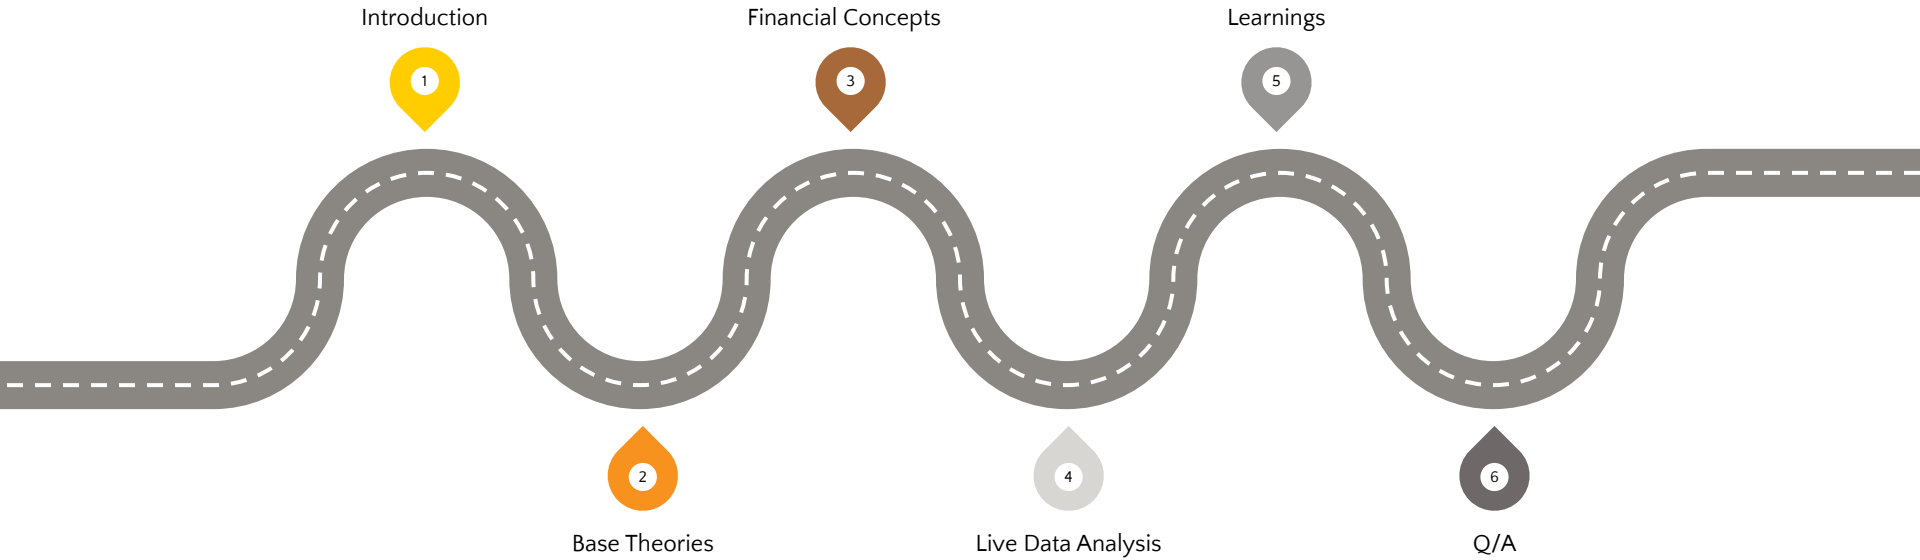 Introduction
1
Base Theories
2
Financial Concepts
3
Live Data Analysis
4
Learnings
5
Q/A
6